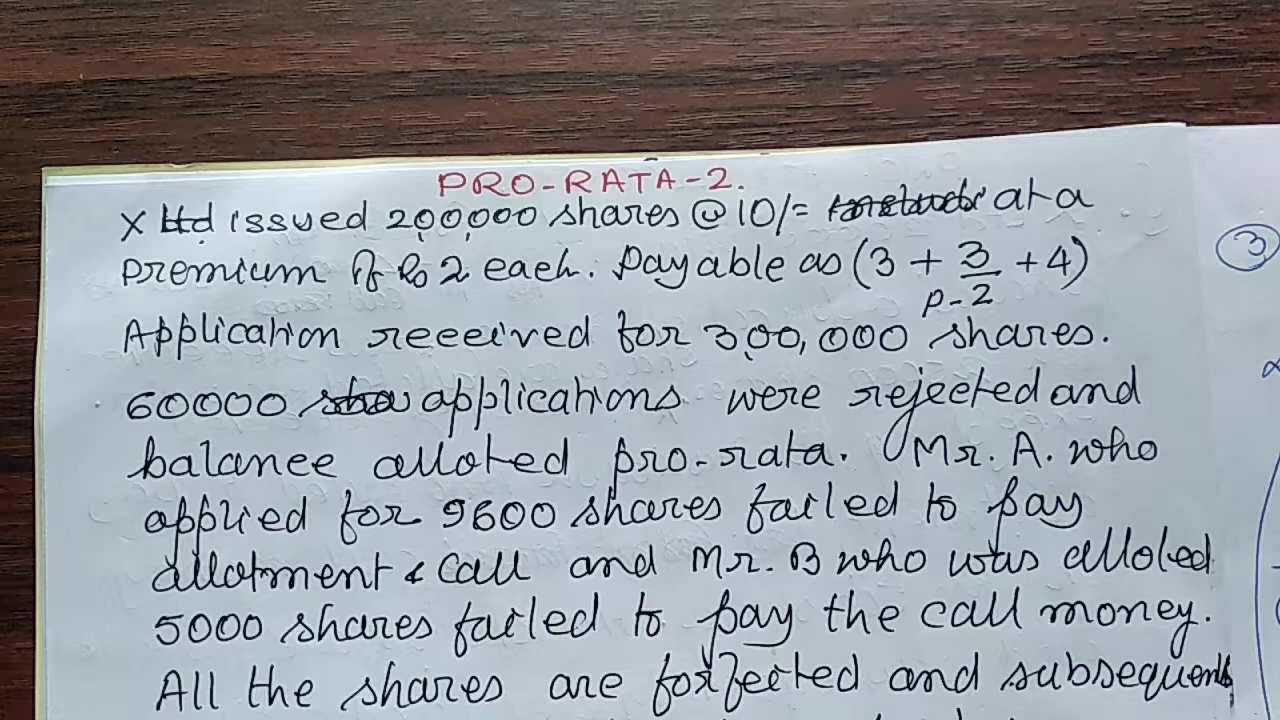 PRO-RATA-2.
X Ltd issued 2,00,000 shares @ 10/= at a
premium of Rs 2 each. Payable as (3 + 3 + 4)
P-2
3
Application received for 3,00,000 shares.
60000 applications were rejected and
balance alloted pro-rata. Mr. A. who
applied for 9600 shares failed to pay
allotment & call and Mr. B who was alloted
5000 shares failed to pay the call money.
All the shares are forfeited and subsequently